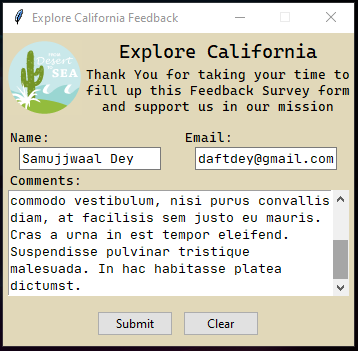 Explore California Feedback
Desert
to SEA
Explore California
Thank You for taking your time to
fill up this Feedback Survey form
and support us in our mission
Name:
Email:
Samujjwaal Dey
daftdey@gmail.com
Comments:
commodo vestibulum, nisi purus convallis
diam, at facilisis sem justo eu mauris.
Cras a urna in est tempor eleifend.
Suspendisse pulvinar tristique
malesuada. In hac habitasse platea
dictumst.
Submit
Clear